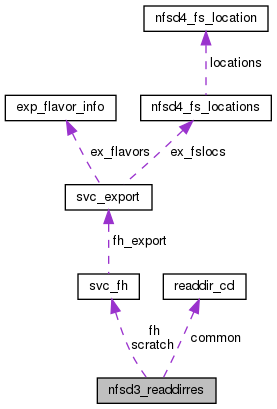 nfsd4_fs_location
locations
exp_flavor_info
nfsd4_fs_locations
ex_flavors
ex_fslocs
svc_export
fh_export
svc_fh
readdir_cd
fh
scratch
common
nfsd3_readdirres